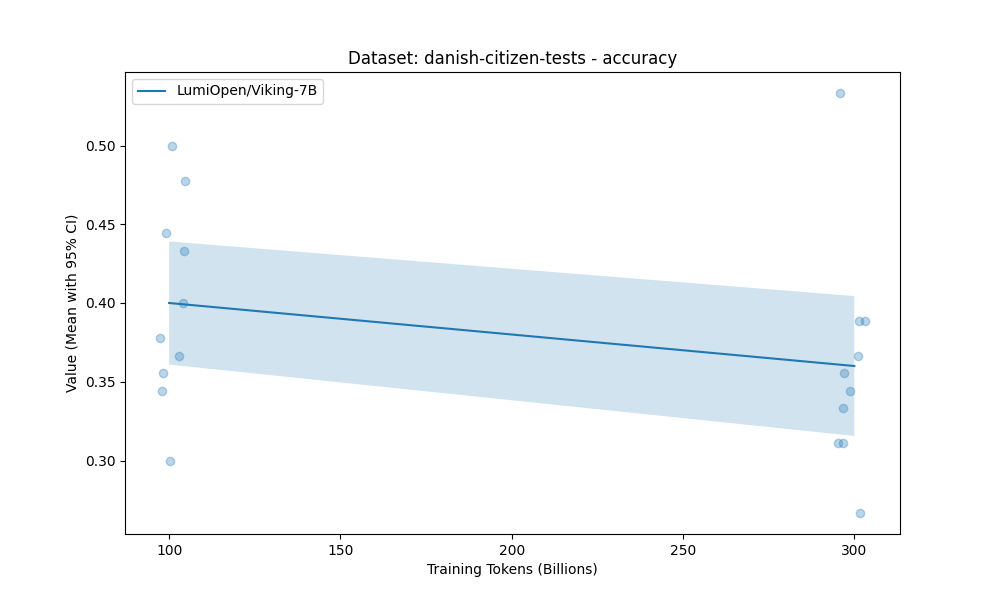 Dataset: danish-citizen-tests - accuracy
LumiOpen/Viking-7B
Value (Mean with 95% CI)
0.50
0.45
0.40
0.35
0.30
100
150
200
250
300
Training Tokens (Billions)